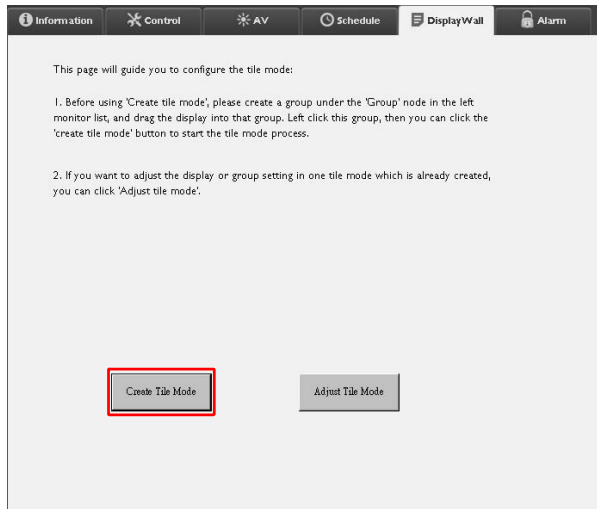 Information Control AV Schedule DisplayWall Alarm
This page will guide you to configure the tile mode:
1. Before using 'Create tile mode', please create a group under the 'Group' node in the left
monitor list, and drag the display into that group. Left click this group, then you can click the
'create tile mode' button to start the tile mode process.
2. If you want to adjust the display or group setting in one tile mode which is already created,
you can click 'Adjust tile mode'.
Create Tile Mode Adjust Tile Mode